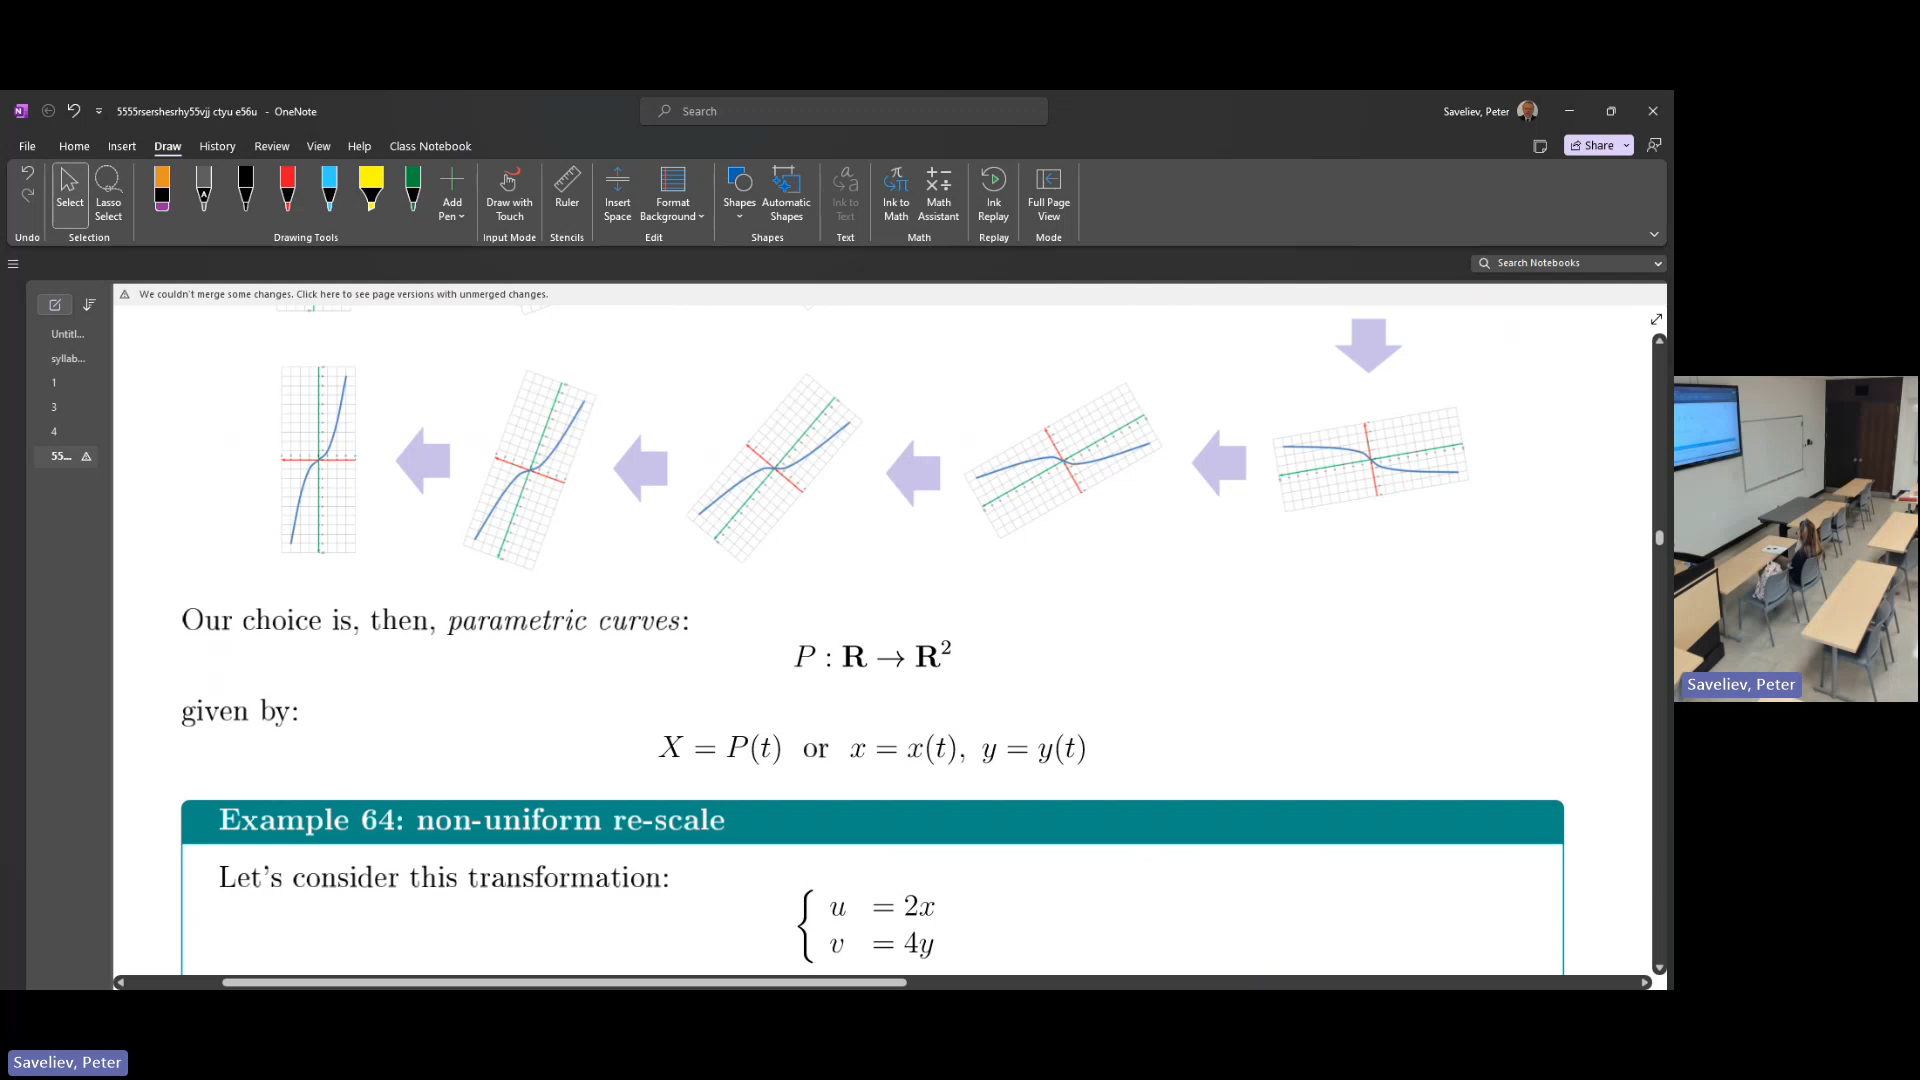 5555rsershesrhy55vjj ctyu e56u - OneNote
Search
Saveliev, Peter
File Home Insert Draw History Review View Help Class Notebook
Share
Undo
Select
Lasso Select
Selection
Drawing Tools
Add Pen
Draw with Touch
Input Mode
Ruler
Stencils
Insert Space
Format Background
Edit
Shapes
Automatic Shapes
Shapes
Ink to Text
Text
Ink to Math
Math Assistant
Math
Ink Replay
Replay
Full Page View
Mode
Search Notebooks
We couldn't merge some changes. Click here to see page versions with unmerged changes.
Untitl...
syllab...
1
3
4
55...
Our choice is, then, parametric curves:
P : R → R²
given by:
X = P(t) or x = x(t), y = y(t)
Example 64: non-uniform re-scale
Let's consider this transformation:
{ u = 2x
v = 4y
Saveliev, Peter
Saveliev, Peter